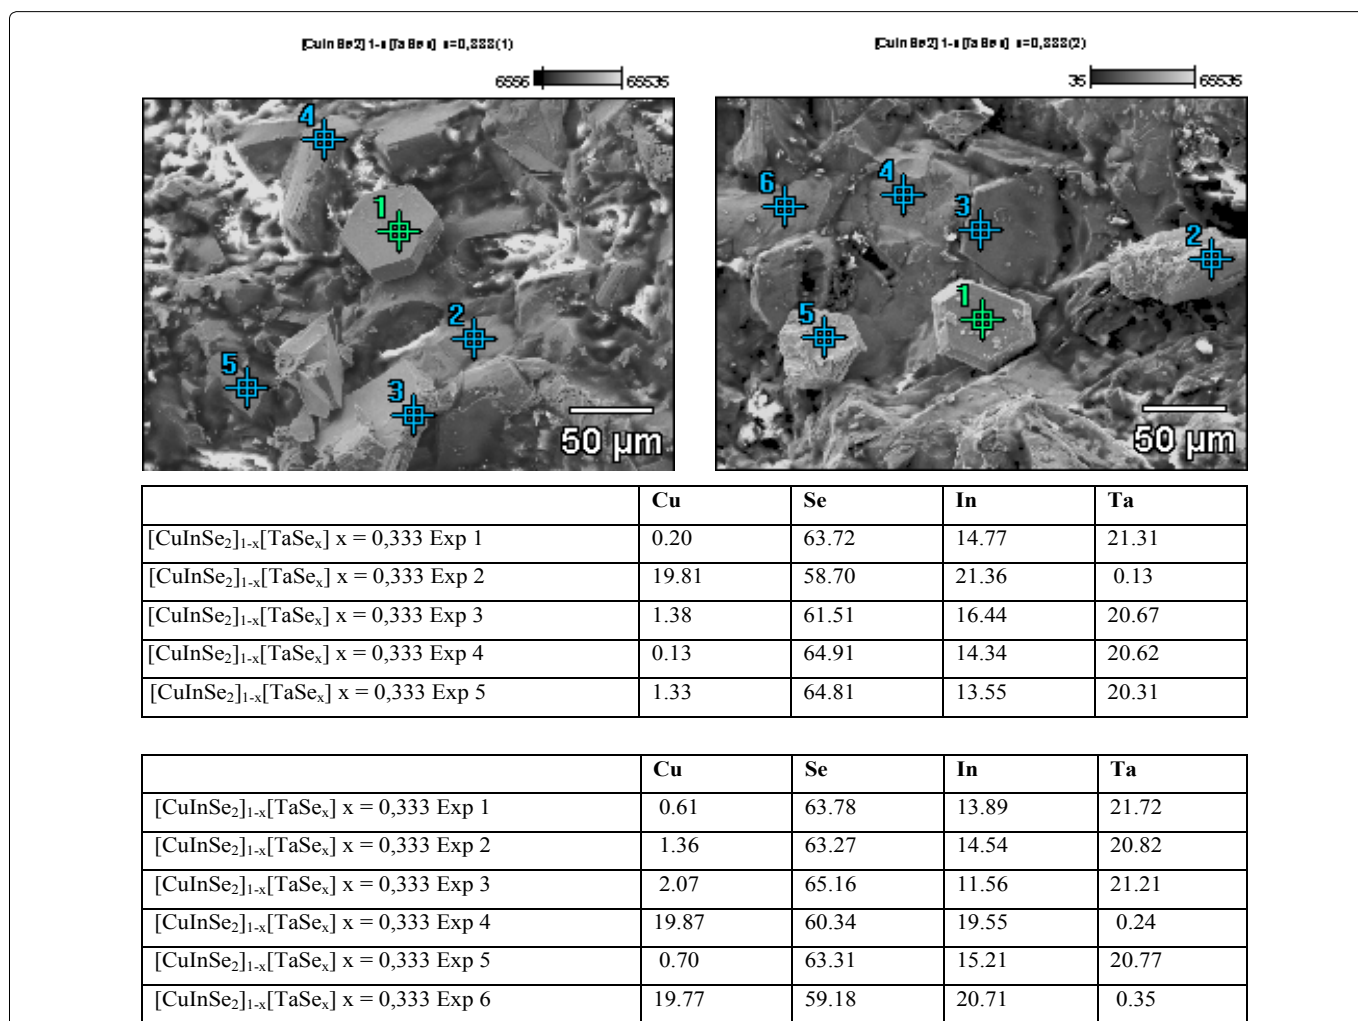 [CuInSe2]1-x[TaSex] x=0,333(1)
[CuInSe2]1-x[TaSex] x=0,333(2)
6556 65535
35 65535
4
1
2
5
3
50 µm
6
4
3
2
1
5
50 µm
Cu Se In Ta
[CuInSe₂]₁₋ₓ[TaSeₓ] x = 0,333 Exp 1 0.20 63.72 14.77 21.31
[CuInSe₂]₁₋ₓ[TaSeₓ] x = 0,333 Exp 2 19.81 58.70 21.36 0.13
[CuInSe₂]₁₋ₓ[TaSeₓ] x = 0,333 Exp 3 1.38 61.51 16.44 20.67
[CuInSe₂]₁₋ₓ[TaSeₓ] x = 0,333 Exp 4 0.13 64.91 14.34 20.62
[CuInSe₂]₁₋ₓ[TaSeₓ] x = 0,333 Exp 5 1.33 64.81 13.55 20.31
Cu Se In Ta
[CuInSe₂]₁₋ₓ[TaSeₓ] x = 0,333 Exp 1 0.61 63.78 13.89 21.72
[CuInSe₂]₁₋ₓ[TaSeₓ] x = 0,333 Exp 2 1.36 63.27 14.54 20.82
[CuInSe₂]₁₋ₓ[TaSeₓ] x = 0,333 Exp 3 2.07 65.16 11.56 21.21
[CuInSe₂]₁₋ₓ[TaSeₓ] x = 0,333 Exp 4 19.87 60.34 19.55 0.24
[CuInSe₂]₁₋ₓ[TaSeₓ] x = 0,333 Exp 5 0.70 63.31 15.21 20.77
[CuInSe₂]₁₋ₓ[TaSeₓ] x = 0,333 Exp 6 19.77 59.18 20.71 0.35